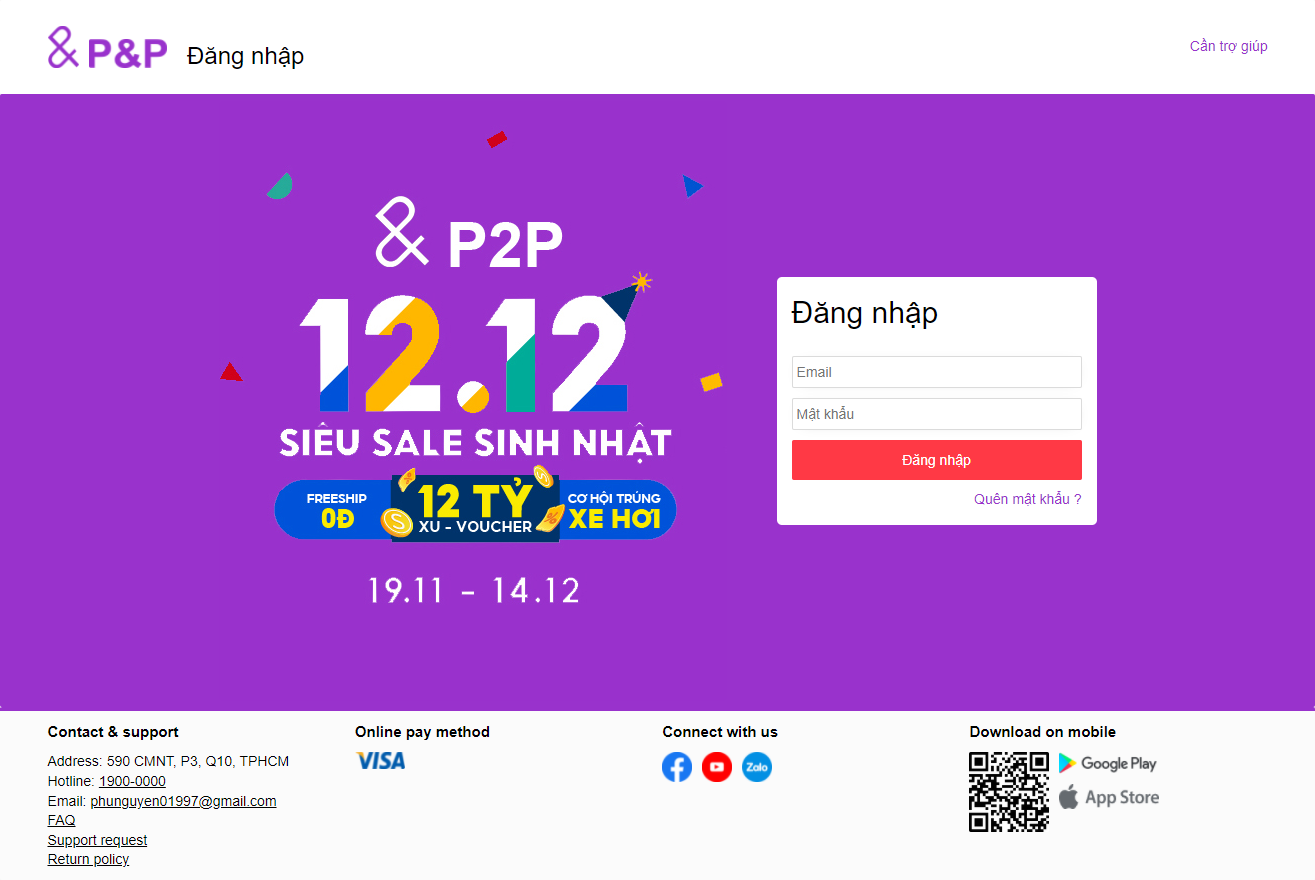 P&P
Đăng nhập
Cần trợ giúp
P2P
12.12
SIÊU SALE SINH NHẬT
FREESHIP
0Đ
12 TỶ
XU - VOUCHER
CƠ HỘI TRÚNG
XE HƠI
19.11 - 14.12
Đăng nhập
Email
Mật khẩu
Đăng nhập
Quên mật khẩu ?
Contact & support
Address: 590 CMNT, P3, Q10, TPHCM
Hotline: 1900-0000
Email: phunguyen01997@gmail.com
FAQ
Support request
Return policy
Online pay method
VISA
Connect with us
Zalo
Download on mobile
Google Play
App Store